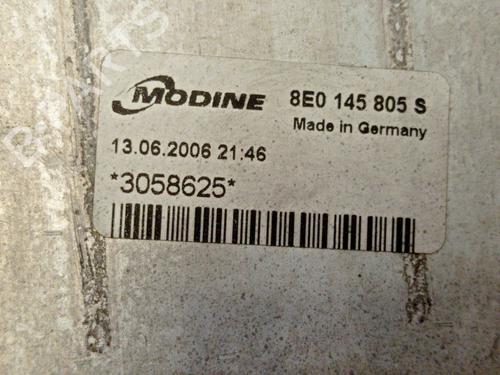 MODINE 8E0 145 805 S
Made in Germany
13.06.2006 21:46
*3058625*